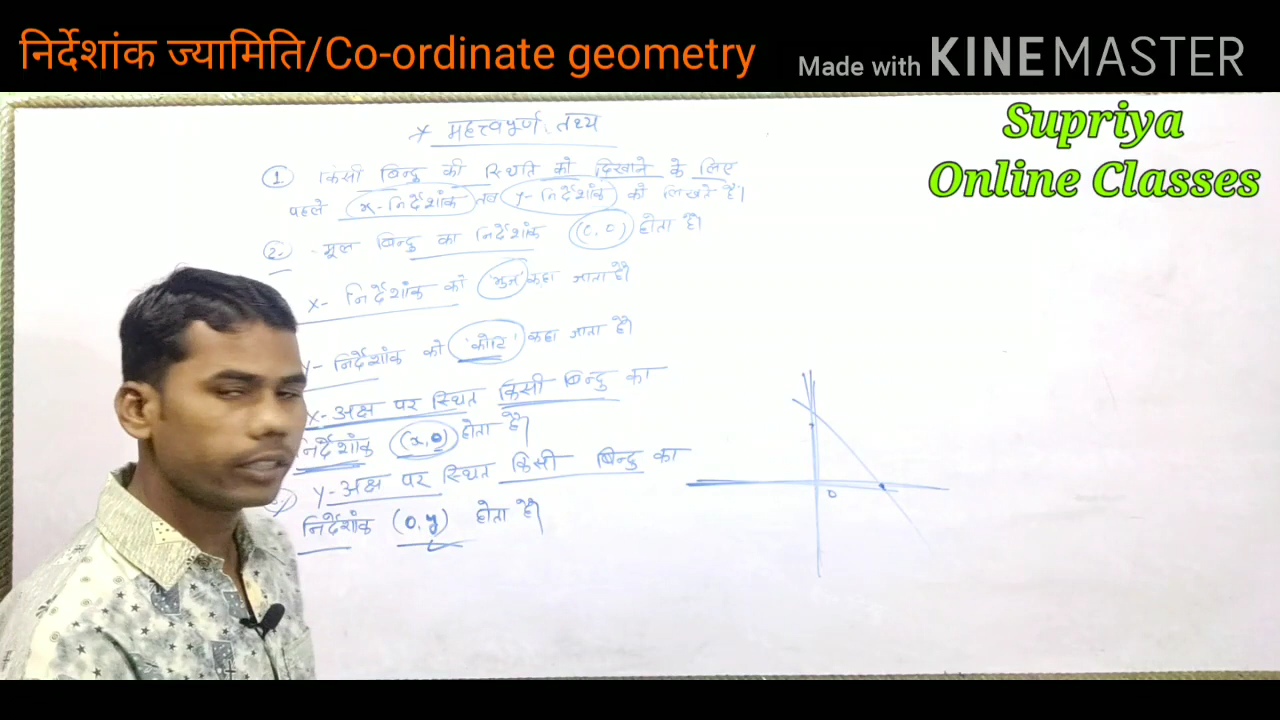 निर्देशांक ज्यामिति/Co-ordinate geometry
Made with KINEMASTER
Supriya
Online Classes
* महत्त्वपूर्ण तथ्य
1. किसी बिन्दु की स्थिति को दिखाने के लिए
पहले x-निर्देशांक तब y-निर्देशांक को लिखते हैं।
2. मूल बिन्दु का निर्देशांक (0,0) होता है।
x- निर्देशांक को 'भुज' कहा जाता है।
y- निर्देशांक को 'कोटि' कहा जाता है।
x-अक्ष पर स्थित किसी बिन्दु का
निर्देशांक (x,0) होता है।
y-अक्ष पर स्थित किसी बिन्दु का
निर्देशांक (0,y) होता है।
0